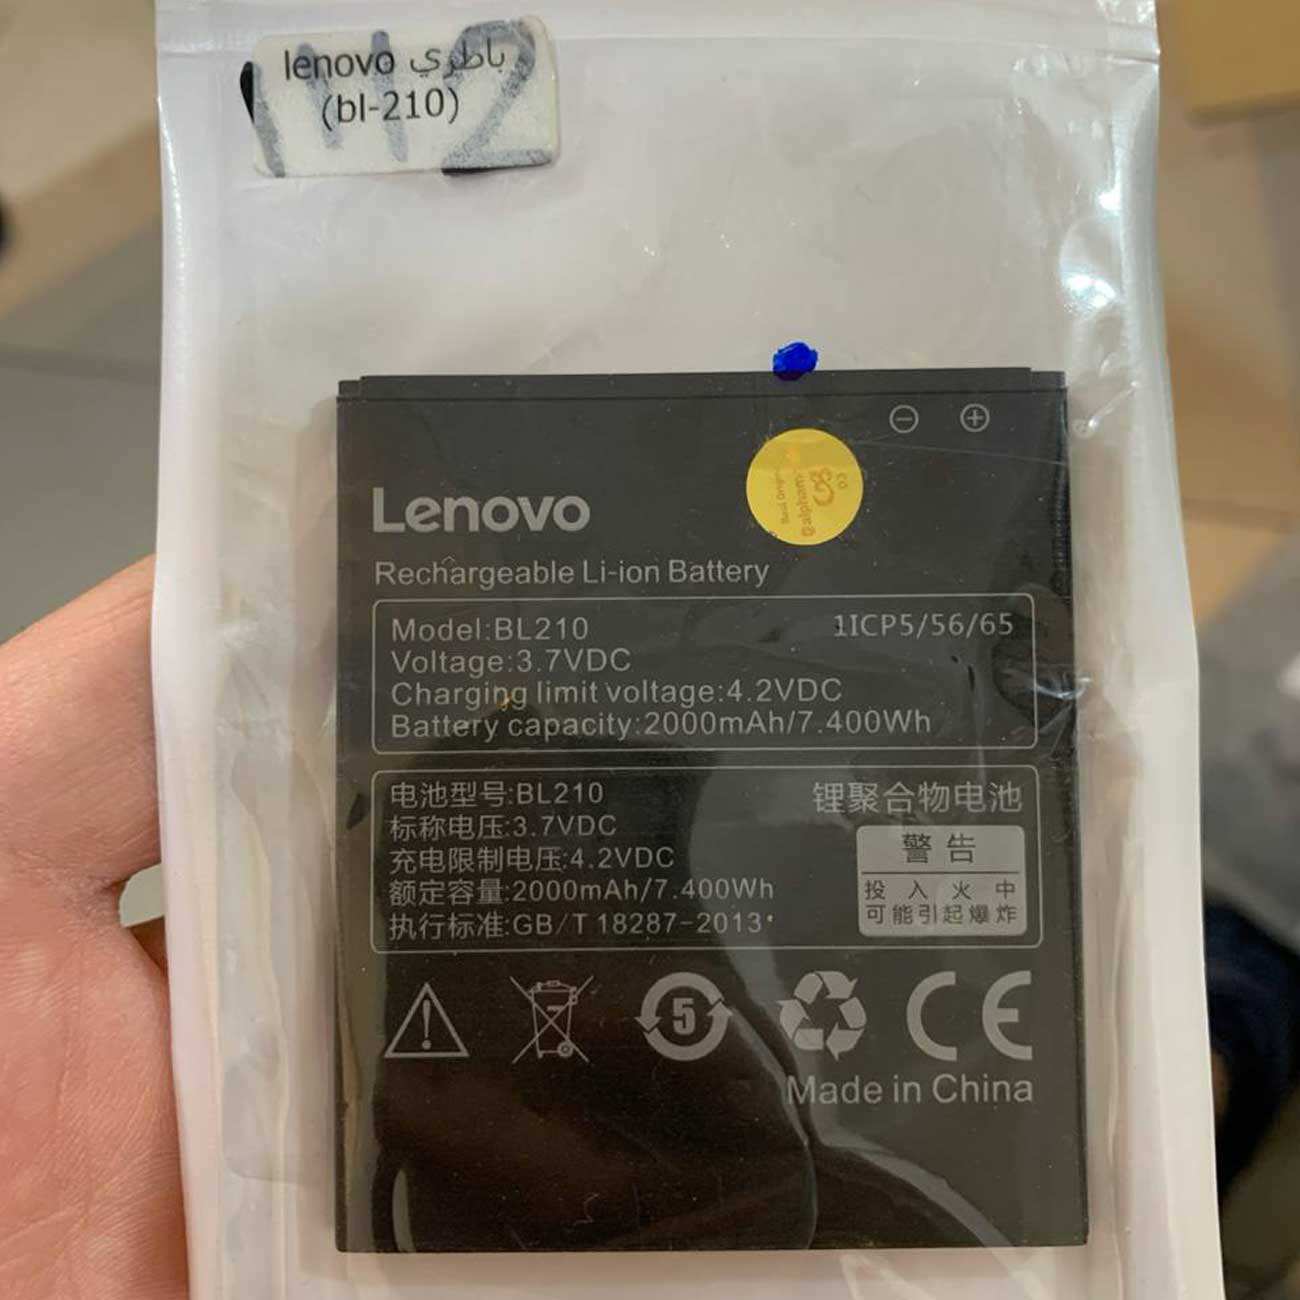 lenovo باطري
(bl-210)
Lenovo
Rechargeable Li-ion Battery
Model:BL210 1ICP5/56/65
Voltage:3.7VDC
Charging limit voltage:4.2VDC
Battery capacity:2000mAh/7.400Wh
电池型号:BL210 锂聚合物电池
标称电压:3.7VDC
充电限制电压:4.2VDC
额定容量:2000mAh/7.400Wh
执行标准:GB/T 18287-2013
警告
投入火中
可能引起爆炸
5
CE
Made in China